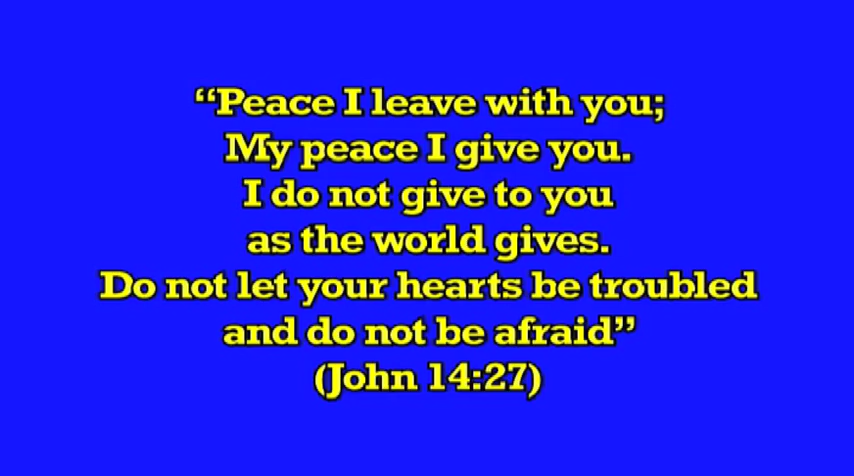 “Peace I leave with you;
My peace I give you.
I do not give to you
as the world gives.
Do not let your hearts be troubled
and do not be afraid”
(John 14:27)